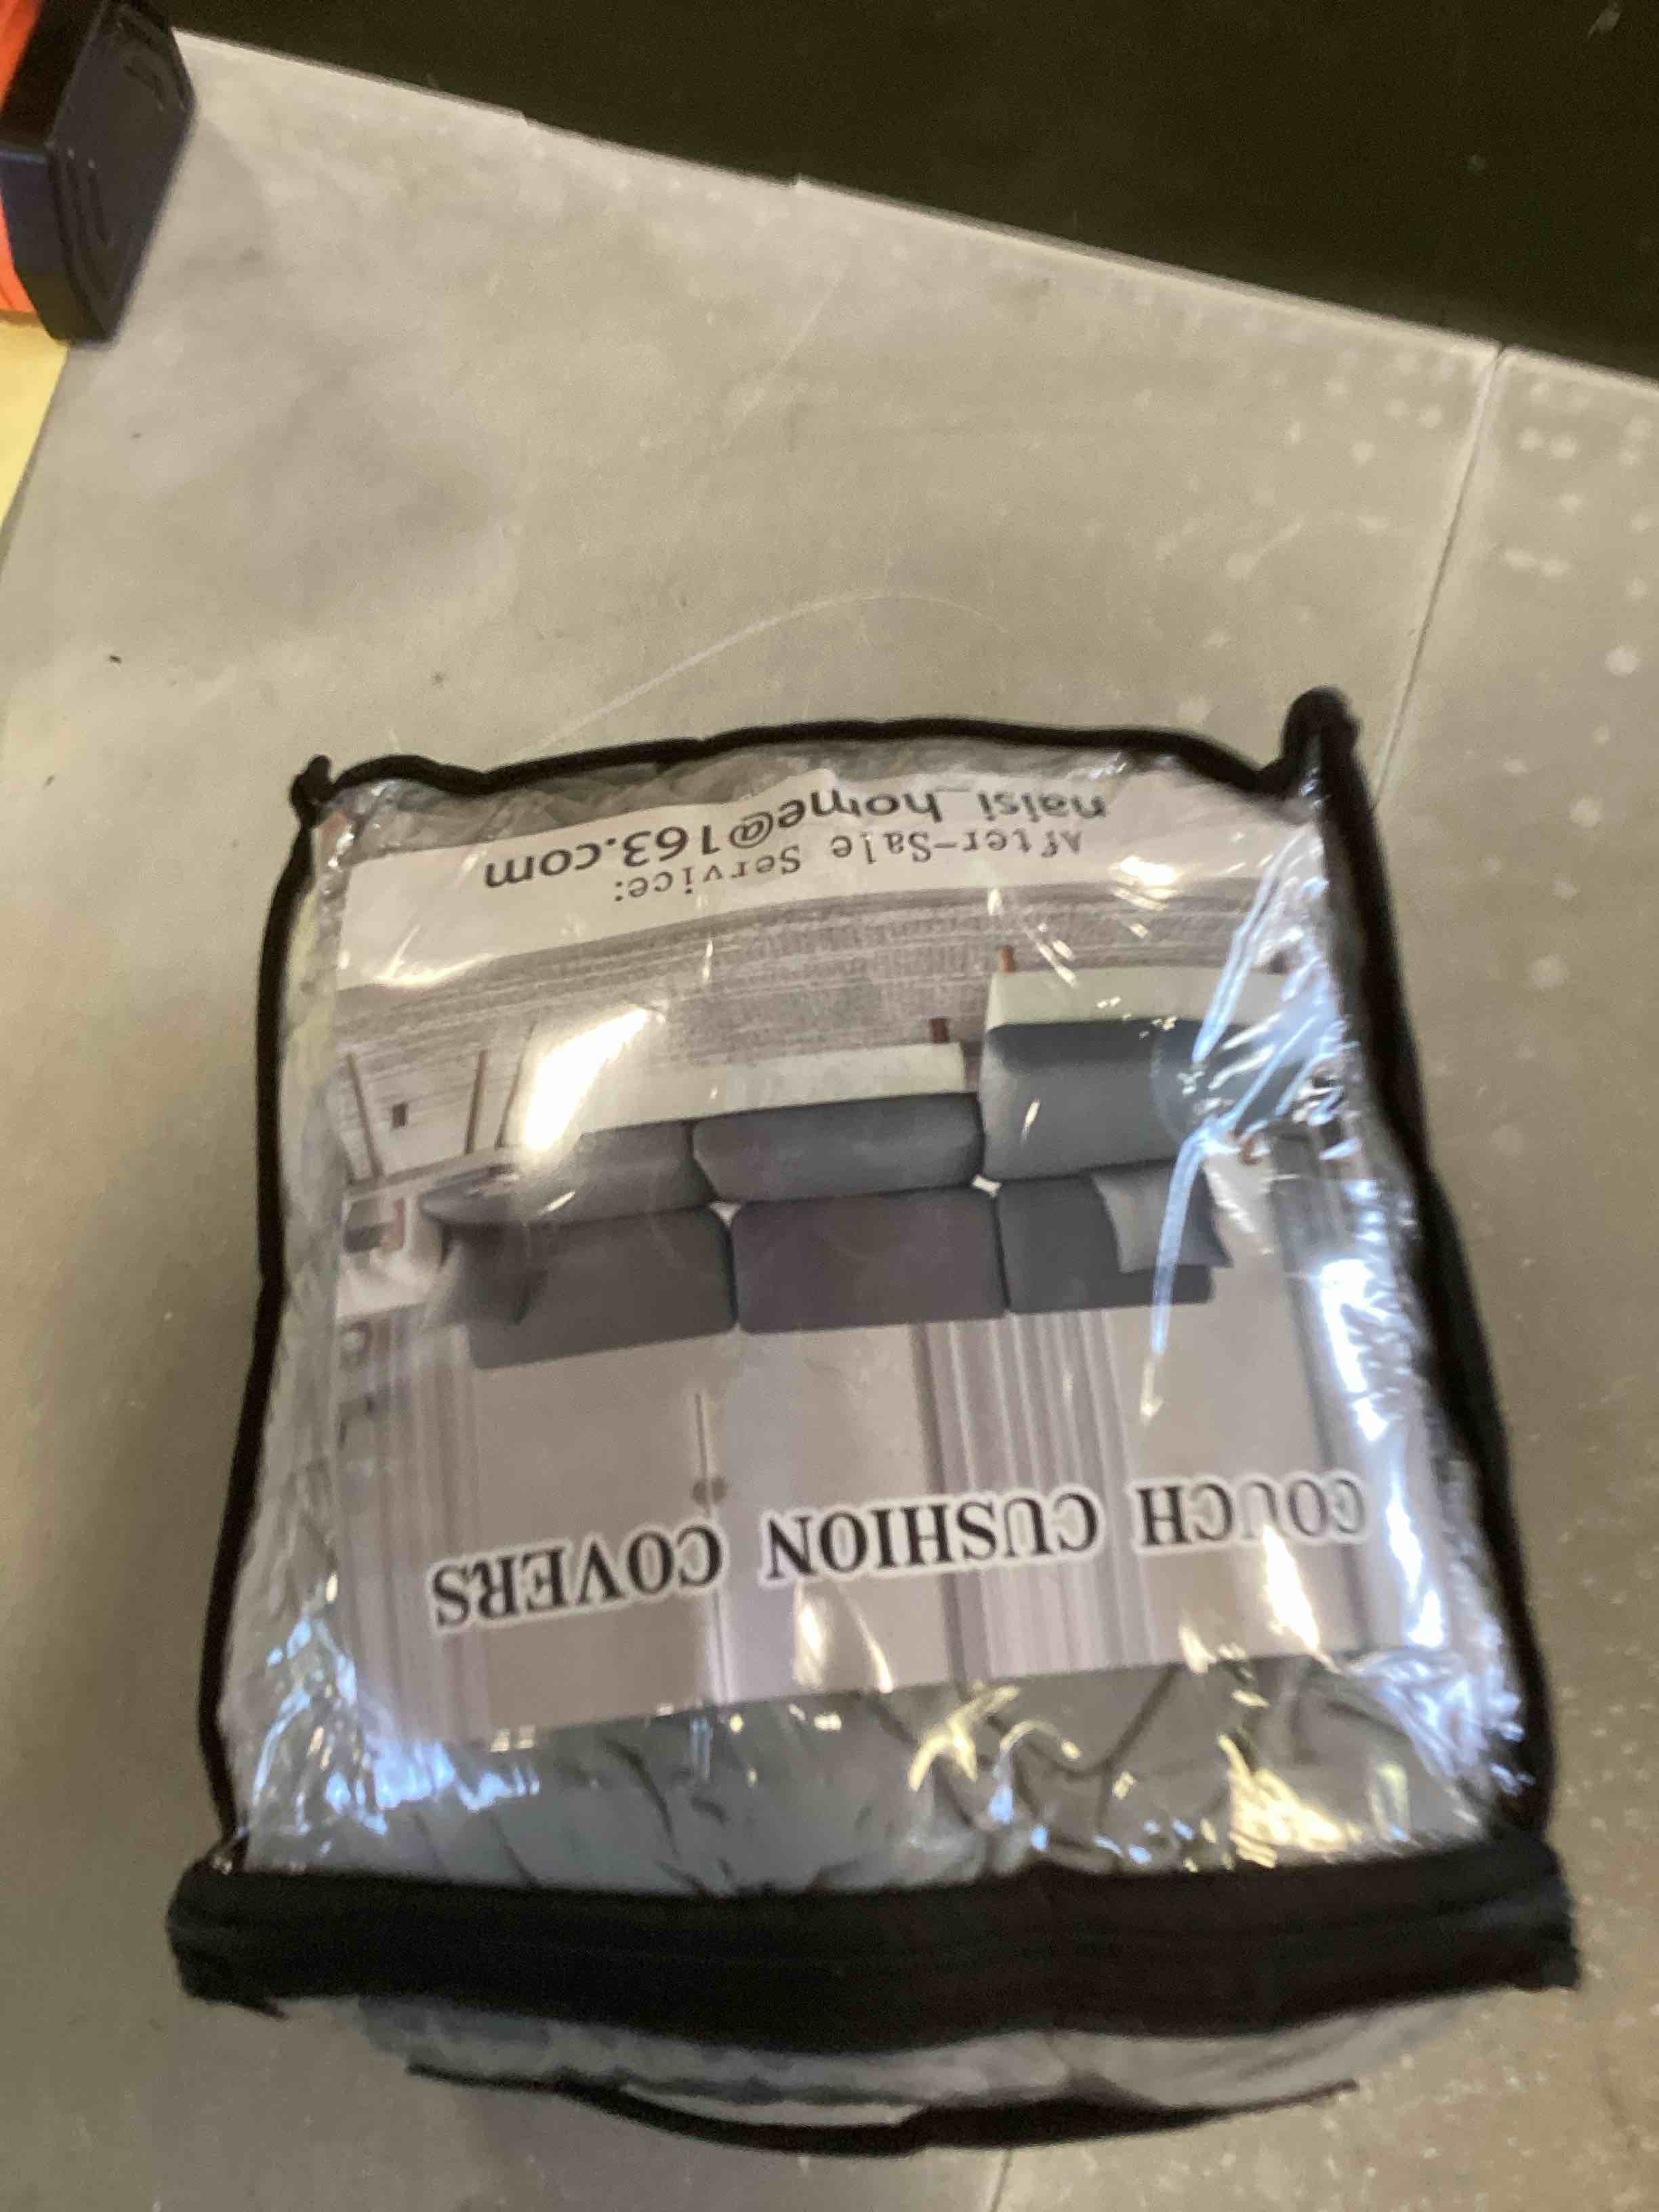 COUCH CUSHION COVERS
After-Sale Service:
naisi_home@163.com